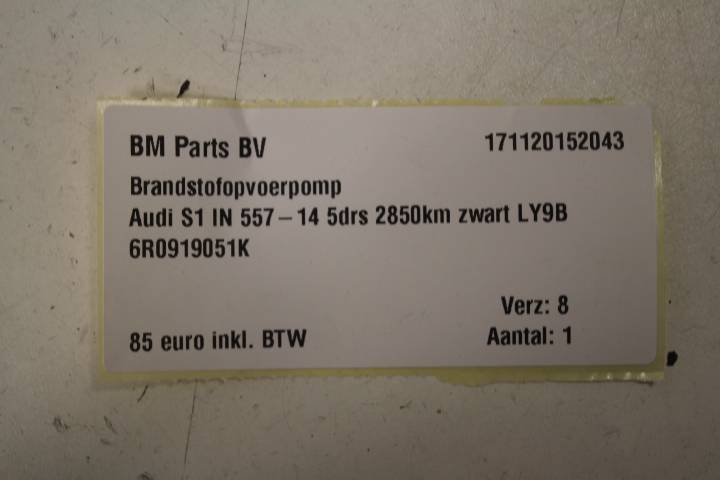 BM Parts BV 171120152043
Brandstofopvoerpomp
Audi S1 IN 557 – 14 5drs 2850km zwart LY9B
6R0919051K
Verz: 8
85 euro inkl. BTW Aantal: 1